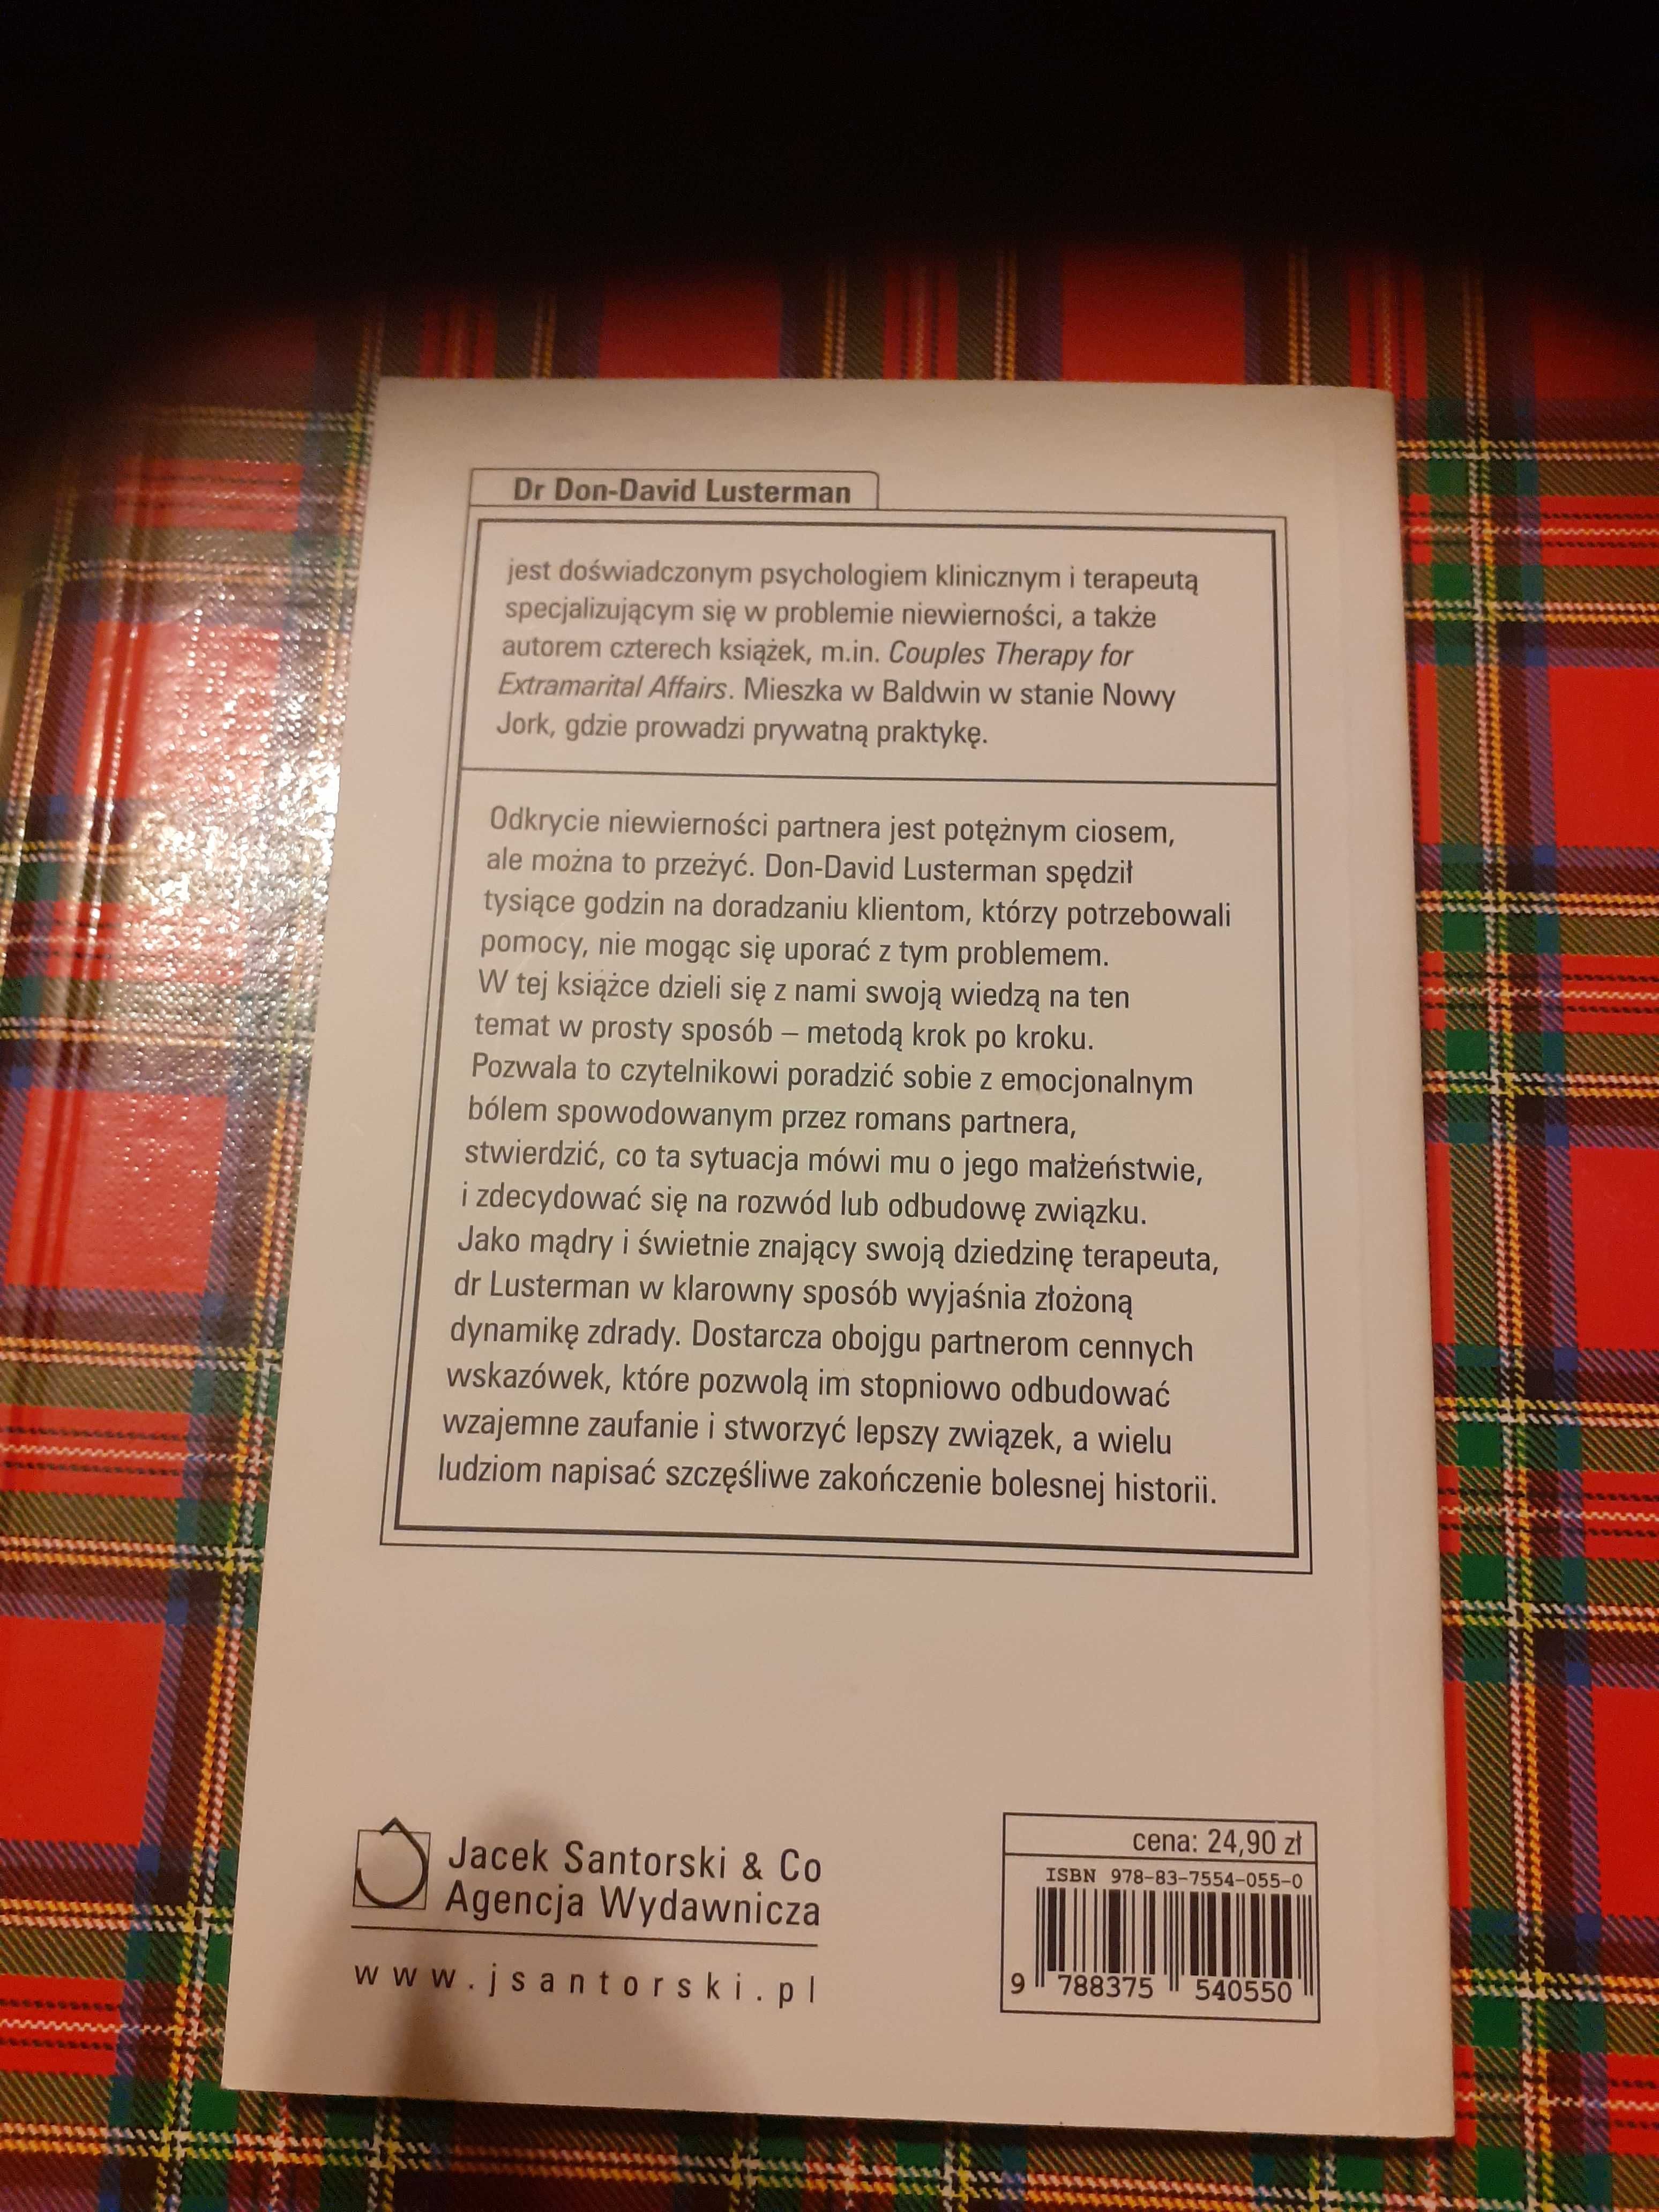 Dr Don-David Lusterman
jest doświadczonym psychologiem klinicznym i terapeutą
specjalizującym się w problemie niewierności, a także
autorem czterech książek, m.in. Couples Therapy for
Extramarital Affairs. Mieszka w Baldwin w stanie Nowy
Jork, gdzie prowadzi prywatną praktykę.
Odkrycie niewierności partnera jest potężnym ciosem,
ale można to przeżyć. Don-David Lusterman spędził
tysiące godzin na doradzaniu klientom, którzy potrzebowali
pomocy, nie mogąc się uporać z tym problemem.
W tej książce dzieli się z nami swoją wiedzą na ten
temat w prosty sposób – metodą krok po kroku.
Pozwala to czytelnikowi poradzić sobie z emocjonalnym
bólem spowodowanym przez romans partnera,
stwierdzić, co ta sytuacja mówi mu o jego małżeństwie,
i zdecydować się na rozwód lub odbudowę związku.
Jako mądry i świetnie znający swoją dziedzinę terapeuta,
dr Lusterman w klarowny sposób wyjaśnia złożoną
dynamikę zdrady. Dostarcza obojgu partnerom cennych
wskazówek, które pozwolą im stopniowo odbudować
wzajemne zaufanie i stworzyć lepszy związek, a wielu
ludziom napisać szczęśliwe zakończenie bolesnej historii.
Jacek Santorski & Co
Agencja Wydawnicza
www.jsantorski.pl
cena: 24,90 zł
ISBN 978-83-7554-055-0
9 788375 540550